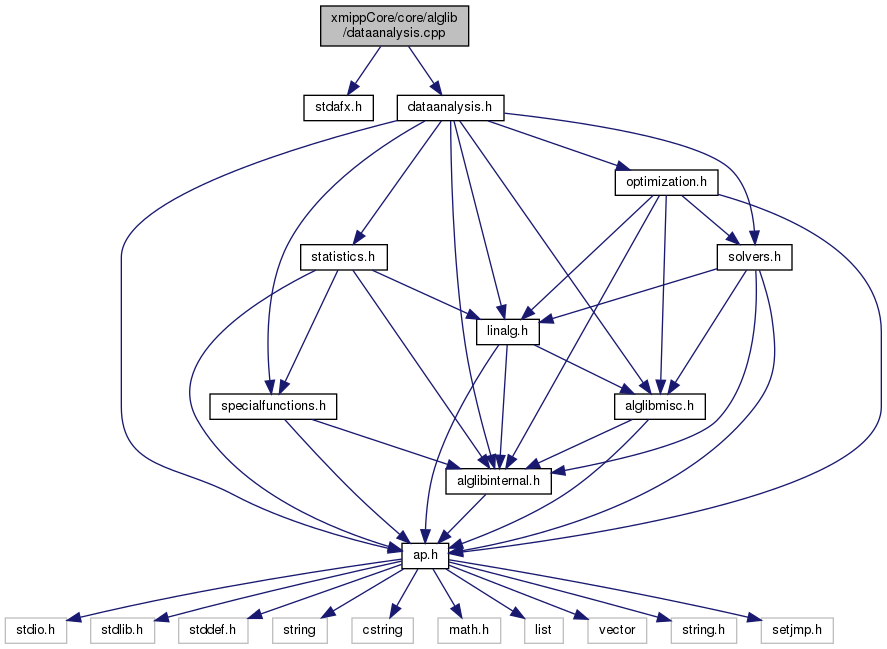 xmippCore/core/alglib
/dataanalysis.cpp
stdafx.h
dataanalysis.h
optimization.h
statistics.h
solvers.h
linalg.h
specialfunctions.h
alglibmisc.h
alglibinternal.h
ap.h
stdio.h
stdlib.h
stddef.h
string
cstring
math.h
list
vector
string.h
setjmp.h